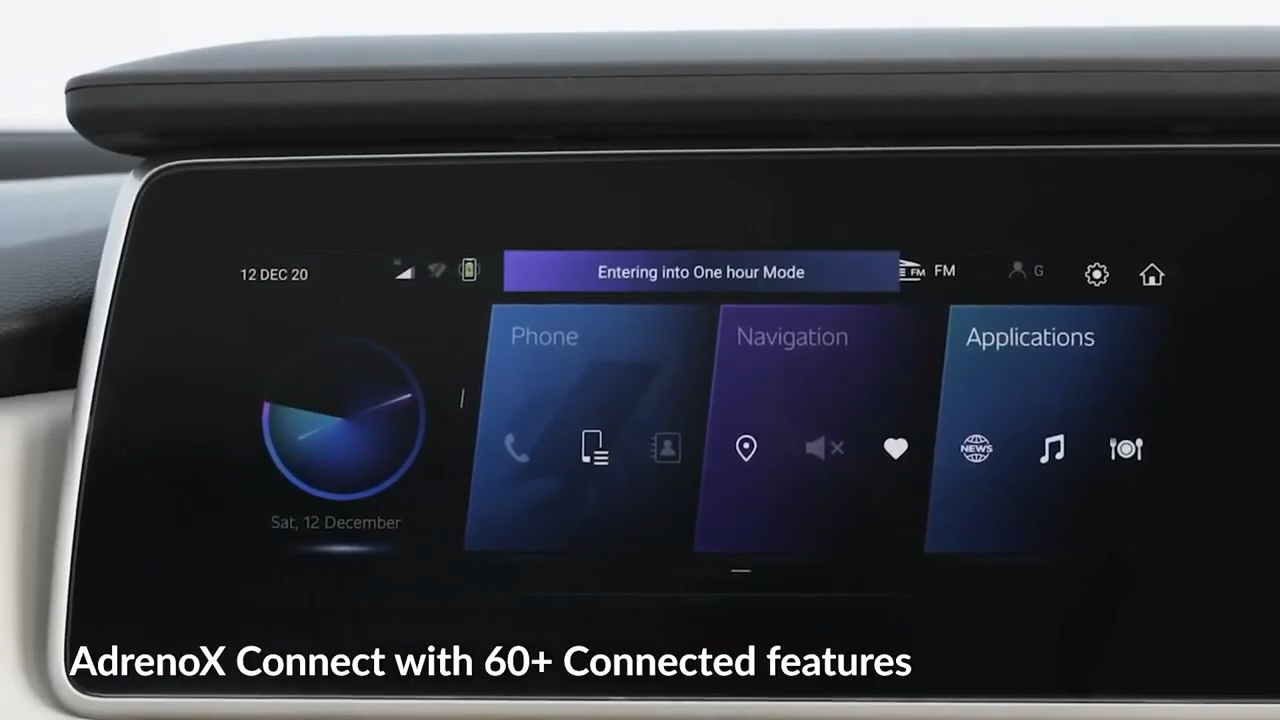 12 DEC 20
Entering into One hour Mode
FM FM
G
Phone
Navigation
Applications
NEWS
Sat, 12 December
AdrenoX Connect with 60+ Connected features